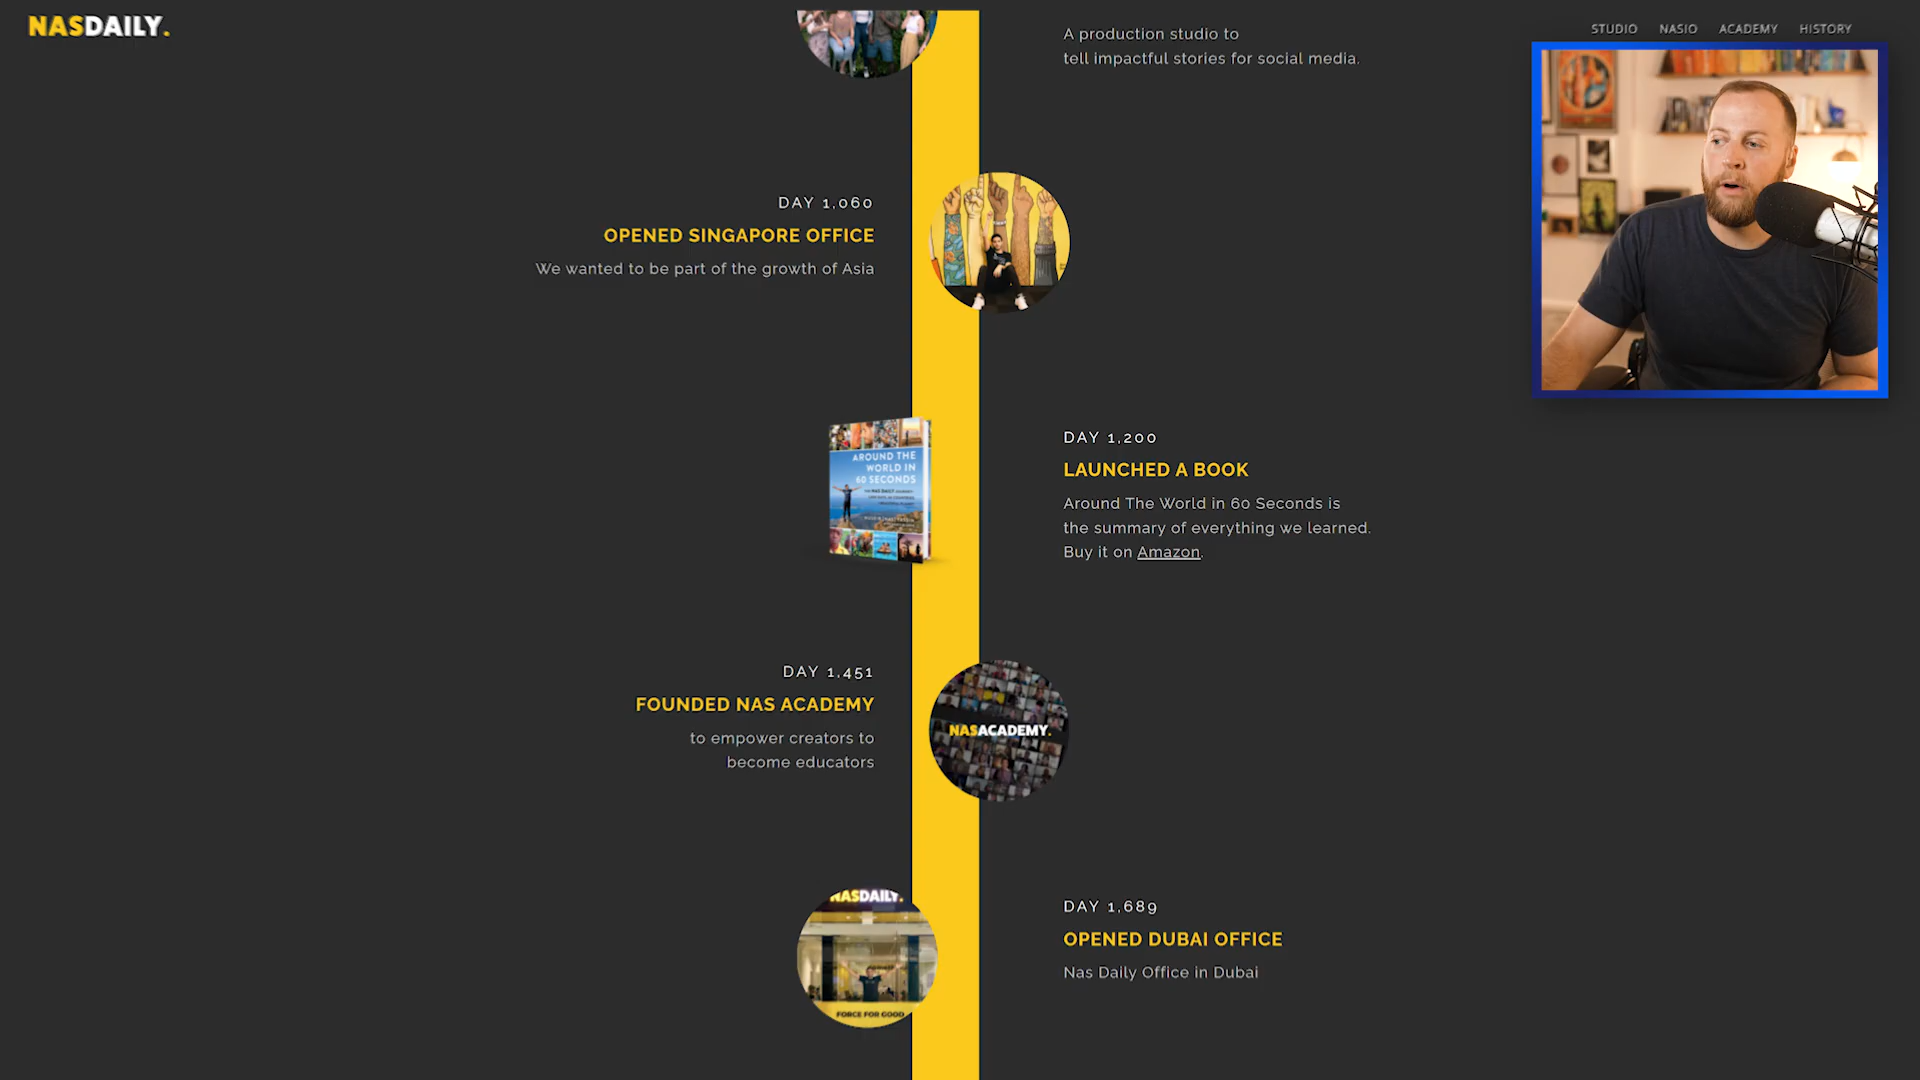 NASDAILY.
STUDIO NASIO ACADEMY HISTORY
A production studio to
tell impactful stories for social media.
DAY 1,060
OPENED SINGAPORE OFFICE
We wanted to be part of the growth of Asia
AROUND THE
WORLD IN
60 SECONDS
DAY 1,200
LAUNCHED A BOOK
Around The World in 60 Seconds is
the summary of everything we learned.
Buy it on Amazon.
DAY 1,451
FOUNDED NAS ACADEMY
to empower creators to
become educators
NASACADEMY.
NASDAILY.
FORCE FOR GOOD
DAY 1,689
OPENED DUBAI OFFICE
Nas Daily Office in Dubai